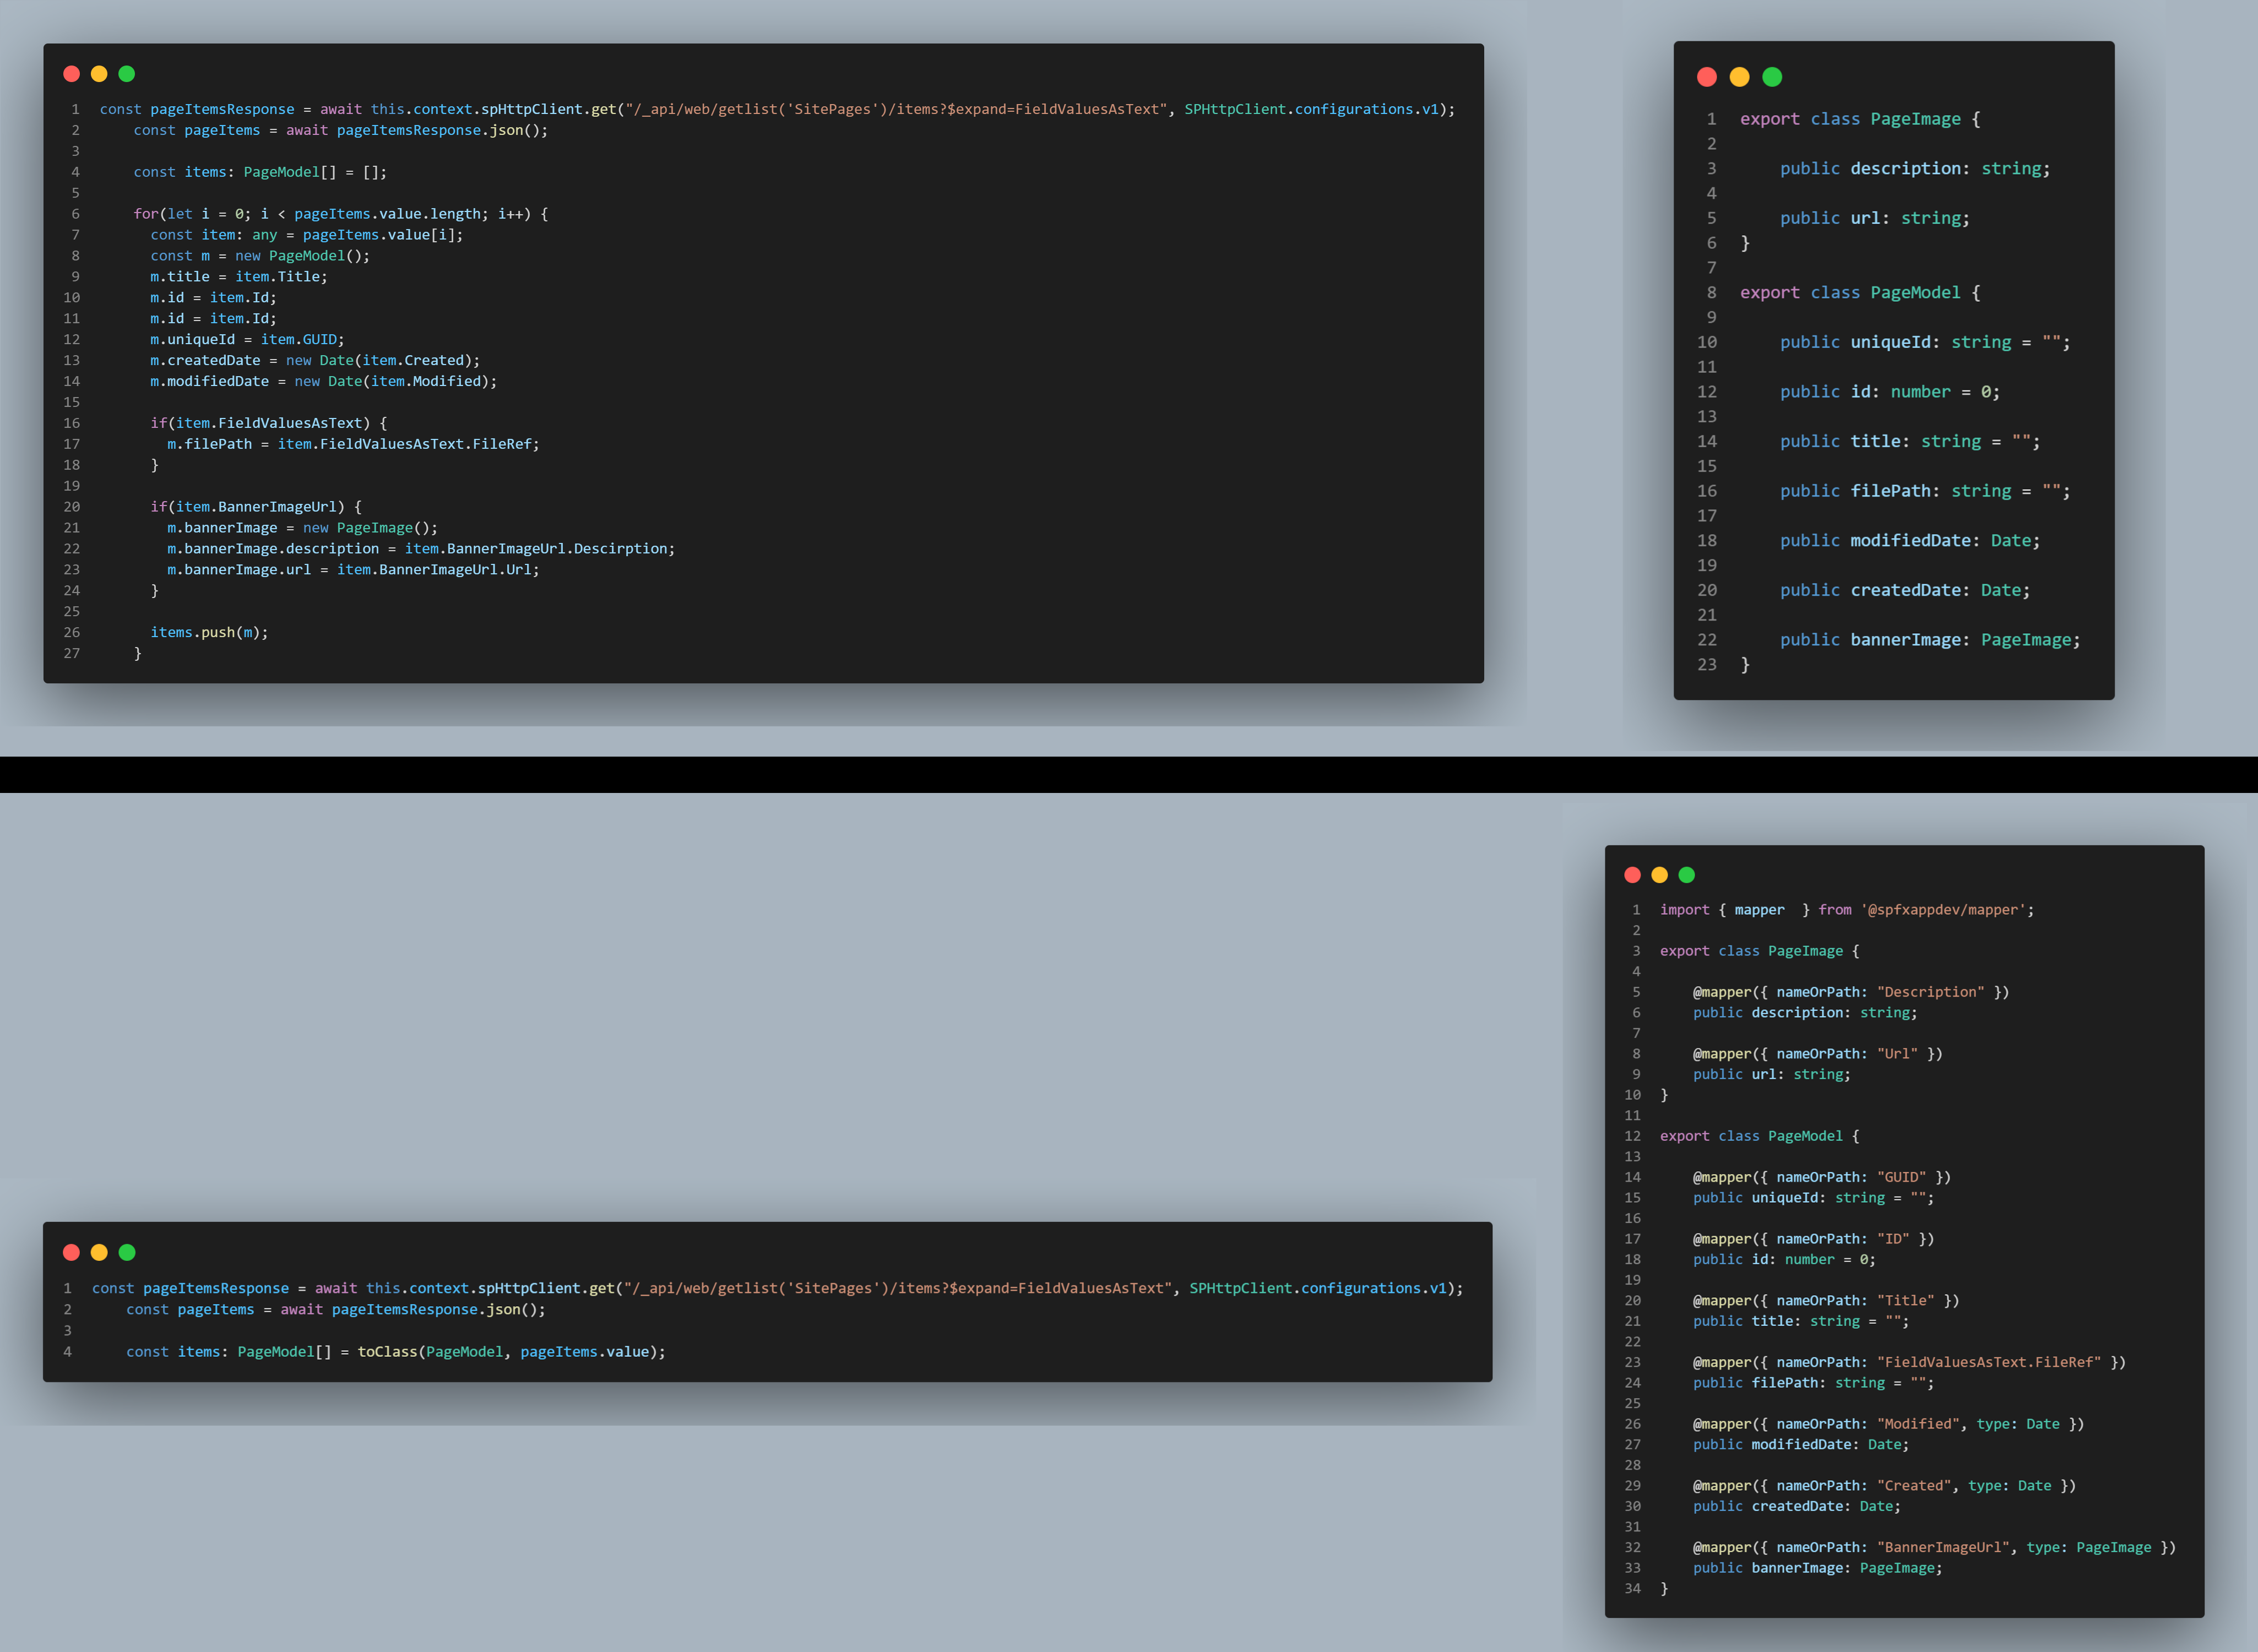 1 const pageItemsResponse = await this.context.spHttpClient.get("/_api/web/getlist('SitePages')/items?$expand=FieldValuesAsText", SPHttpClient.configurations.v1);
2 const pageItems = await pageItemsResponse.json();
3
4 const items: PageModel[] = [];
5
6 for(let i = 0; i < pageItems.value.length; i++) {
7 const item: any = pageItems.value[i];
8 const m = new PageModel();
9 m.title = item.Title;
10 m.id = item.Id;
11 m.id = item.Id;
12 m.uniqueId = item.GUID;
13 m.createdDate = new Date(item.Created);
14 m.modifiedDate = new Date(item.Modified);
15
16 if(item.FieldValuesAsText) {
17 m.filePath = item.FieldValuesAsText.FileRef;
18 }
19
20 if(item.BannerImageUrl) {
21 m.bannerImage = new PageImage();
22 m.bannerImage.description = item.BannerImageUrl.Descirption;
23 m.bannerImage.url = item.BannerImageUrl.Url;
24 }
25
26 items.push(m);
27 }
1 export class PageImage {
2
3 public description: string;
4
5 public url: string;
6 }
7
8 export class PageModel {
9
10 public uniqueId: string = "";
11
12 public id: number = 0;
13
14 public title: string = "";
15
16 public filePath: string = "";
17
18 public modifiedDate: Date;
19
20 public createdDate: Date;
21
22 public bannerImage: PageImage;
23 }
1 const pageItemsResponse = await this.context.spHttpClient.get("/_api/web/getlist('SitePages')/items?$expand=FieldValuesAsText", SPHttpClient.configurations.v1);
2 const pageItems = await pageItemsResponse.json();
3
4 const items: PageModel[] = toClass(PageModel, pageItems.value);
1 import { mapper  } from '@spfxappdev/mapper';
2
3 export class PageImage {
4
5 @mapper({ nameOrPath: "Description" })
6 public description: string;
7
8 @mapper({ nameOrPath: "Url" })
9 public url: string;
10 }
11
12 export class PageModel {
13
14 @mapper({ nameOrPath: "GUID" })
15 public uniqueId: string = "";
16
17 @mapper({ nameOrPath: "ID" })
18 public id: number = 0;
19
20 @mapper({ nameOrPath: "Title" })
21 public title: string = "";
22
23 @mapper({ nameOrPath: "FieldValuesAsText.FileRef" })
24 public filePath: string = "";
25
26 @mapper({ nameOrPath: "Modified", type: Date })
27 public modifiedDate: Date;
28
29 @mapper({ nameOrPath: "Created", type: Date })
30 public createdDate: Date;
31
32 @mapper({ nameOrPath: "BannerImageUrl", type: PageImage })
33 public bannerImage: PageImage;
34 }